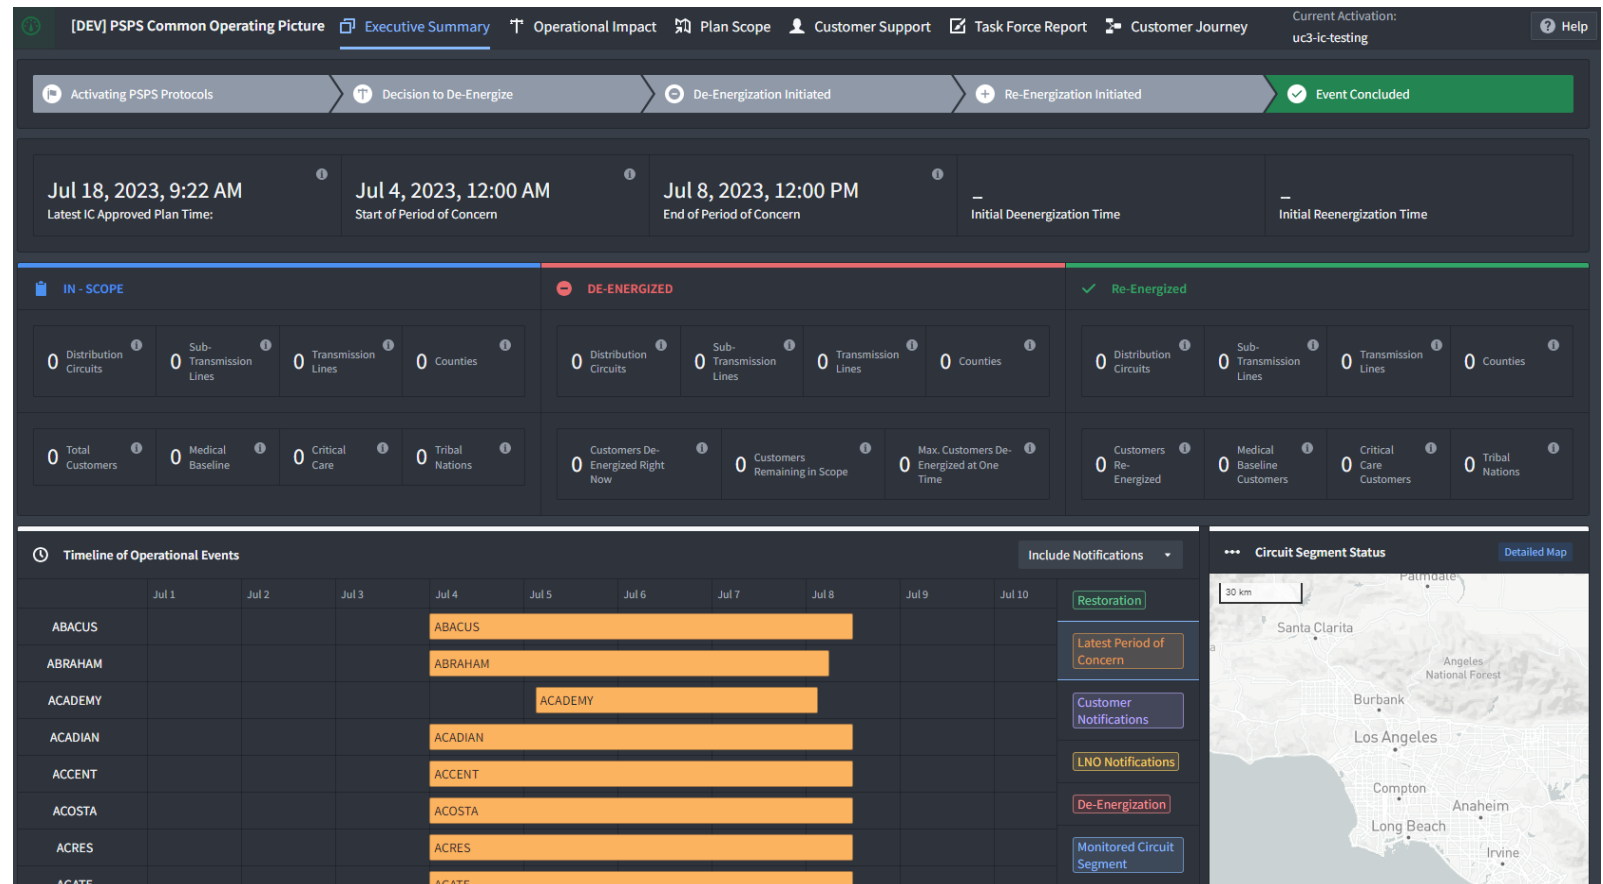 [DEV] PSPS Common Operating Picture
Executive Summary
Operational Impact
Plan Scope
Customer Support
Task Force Report
Customer Journey
Current Activation:
uc3-ic-testing
Help
Activating PSPS Protocols
Decision to De-Energize
De-Energization Initiated
Re-Energization Initiated
Event Concluded
Jul 18, 2023, 9:22 AM
Latest IC Approved Plan Time:
Jul 4, 2023, 12:00 AM
Start of Period of Concern
Jul 8, 2023, 12:00 PM
End of Period of Concern
–
Initial Deenergization Time
–
Initial Reenergization Time
IN - SCOPE
0 Distribution
Circuits
0 Sub-
Transmission
Lines
0 Transmission
Lines
0 Counties
0 Total
Customers
0 Medical
Baseline
0 Critical
Care
0 Tribal
Nations
DE-ENERGIZED
0 Distribution
Circuits
0 Sub-
Transmission
Lines
0 Transmission
Lines
0 Counties
0 Customers De-
Energized Right
Now
0 Customers
Remaining in Scope
0 Max. Customers De-
Energized at One
Time
Re-Energized
0 Distribution
Circuits
0 Sub-
Transmission
Lines
0 Transmission
Lines
0 Counties
0 Customers
Re-
Energized
0 Medical
Baseline
Customers
0 Critical
Care
Customers
0 Tribal
Nations
Timeline of Operational Events
Include Notifications
Jul 1 Jul 2 Jul 3 Jul 4 Jul 5 Jul 6 Jul 7 Jul 8 Jul 9 Jul 10
ABACUS ABACUS
ABRAHAM ABRAHAM
ACADEMY ACADEMY
ACADIAN ACADIAN
ACCENT ACCENT
ACOSTA ACOSTA
ACRES ACRES
AGATE AGATE
Restoration
Latest Period of
Concern
Customer
Notifications
LNO Notifications
De-Energization
Monitored Circuit
Segment
Circuit Segment Status
Detailed Map
30 km
Palmdale
Santa Clarita
Angeles
National Forest
Burbank
Los Angeles
Compton
Anaheim
Long Beach
Irvine